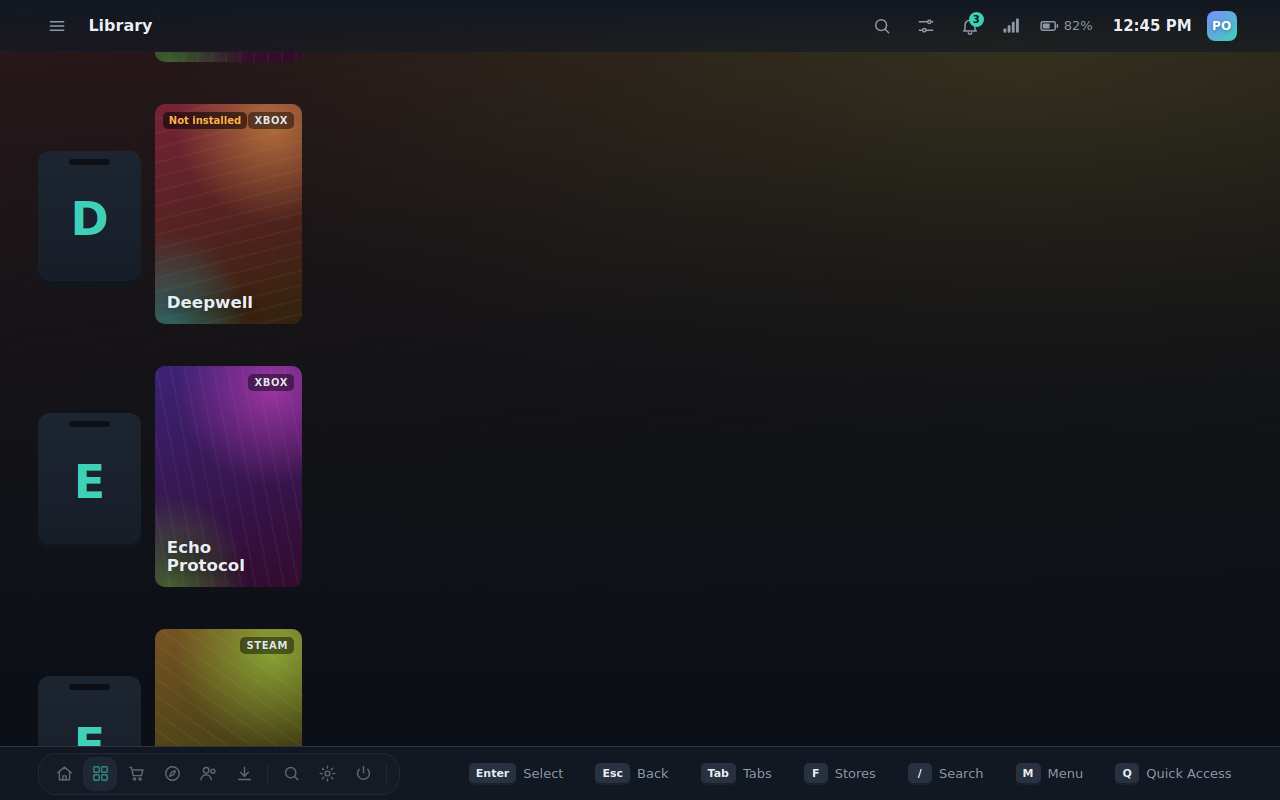 Library
3
82%
12:45 PM
PO
Not installed
XBOX
D
Deepwell
XBOX
E
Echo
Protocol
STEAM
Enter Select
Esc Back
Tab Tabs
F Stores
/ Search
M Menu
Q Quick Access